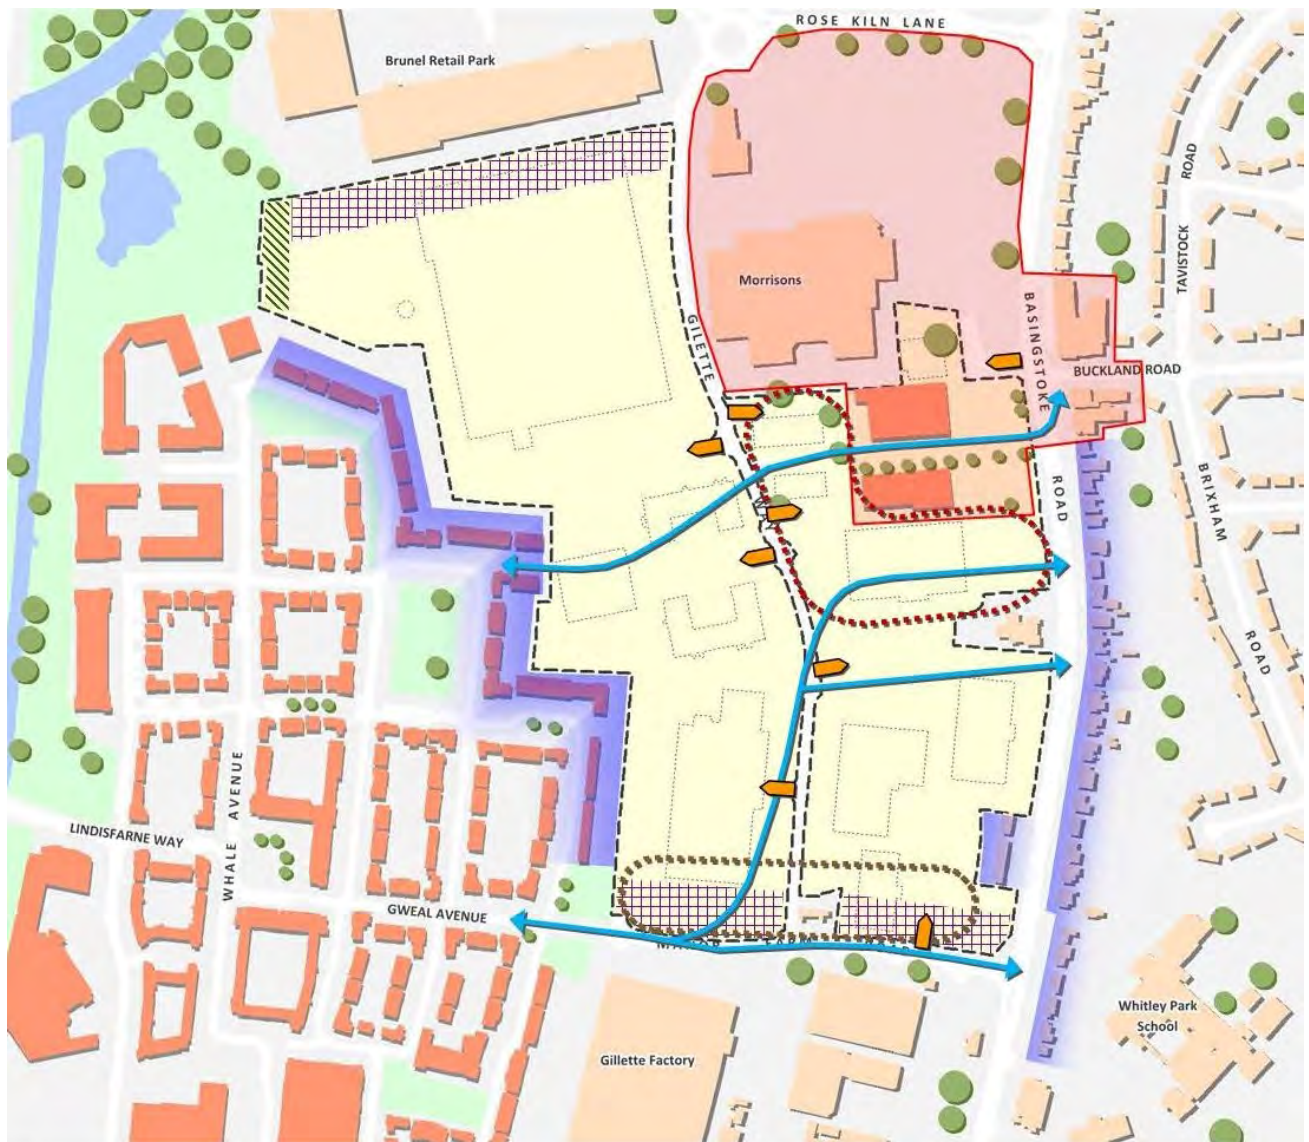 ROSE KILN LANE
Brunel Retail Park
ROAD
TAVISTOCK
Morrisons
BASINGSTOKE
GILETTE
BUCKLAND ROAD
ROAD
BRIXHAM
ROAD
LINDISFARNE WAY
WHALE AVENUE
GWEAL AVENUE
Whitley Park
School
Gillette Factory